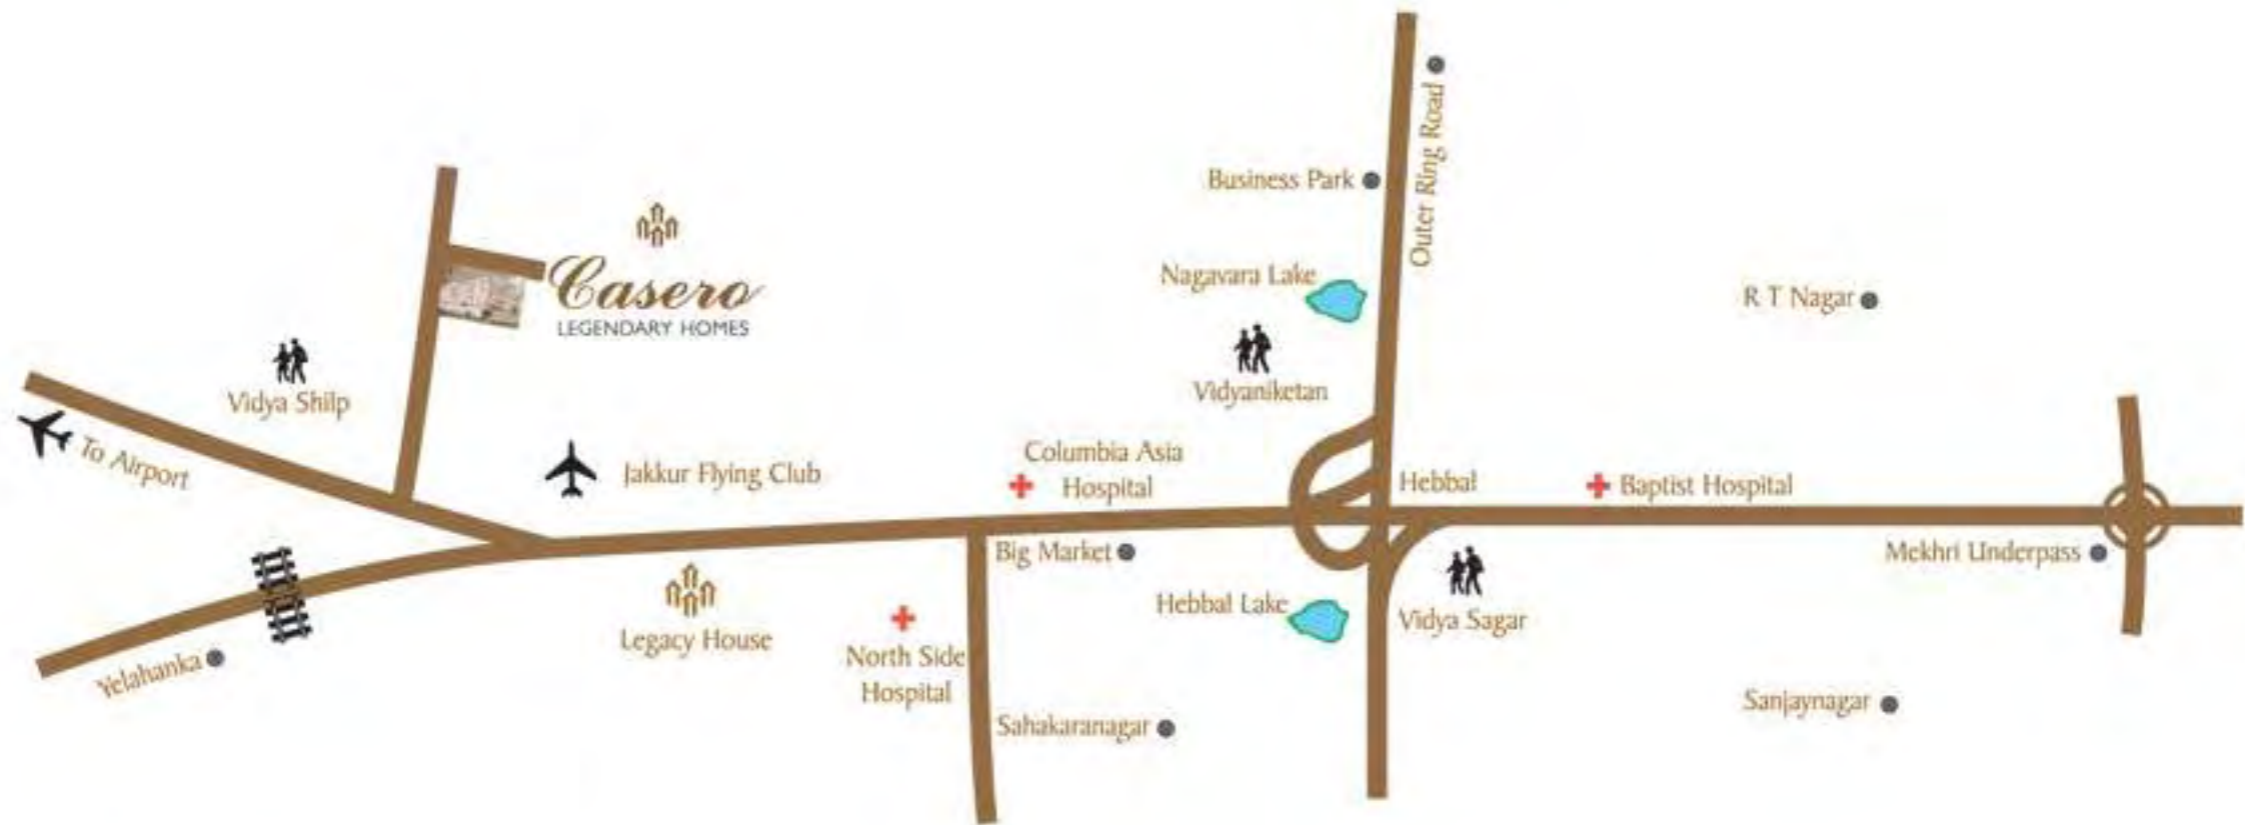 Outer Ring Road
Business Park
Nagavara Lake
R T Nagar
Casero
LEGENDARY HOMES
Vidyaniketan
Vidya Shilp
To Airport
Jakkur Flying Club
Columbia Asia
Hospital
Hebbal
Baptist Hospital
Big Market
Mekhri Underpass
Hebbal Lake
Vidya Sagar
Legacy House
North Side
Hospital
Yelahanka
Sahakaranagar
Sanjaynagar